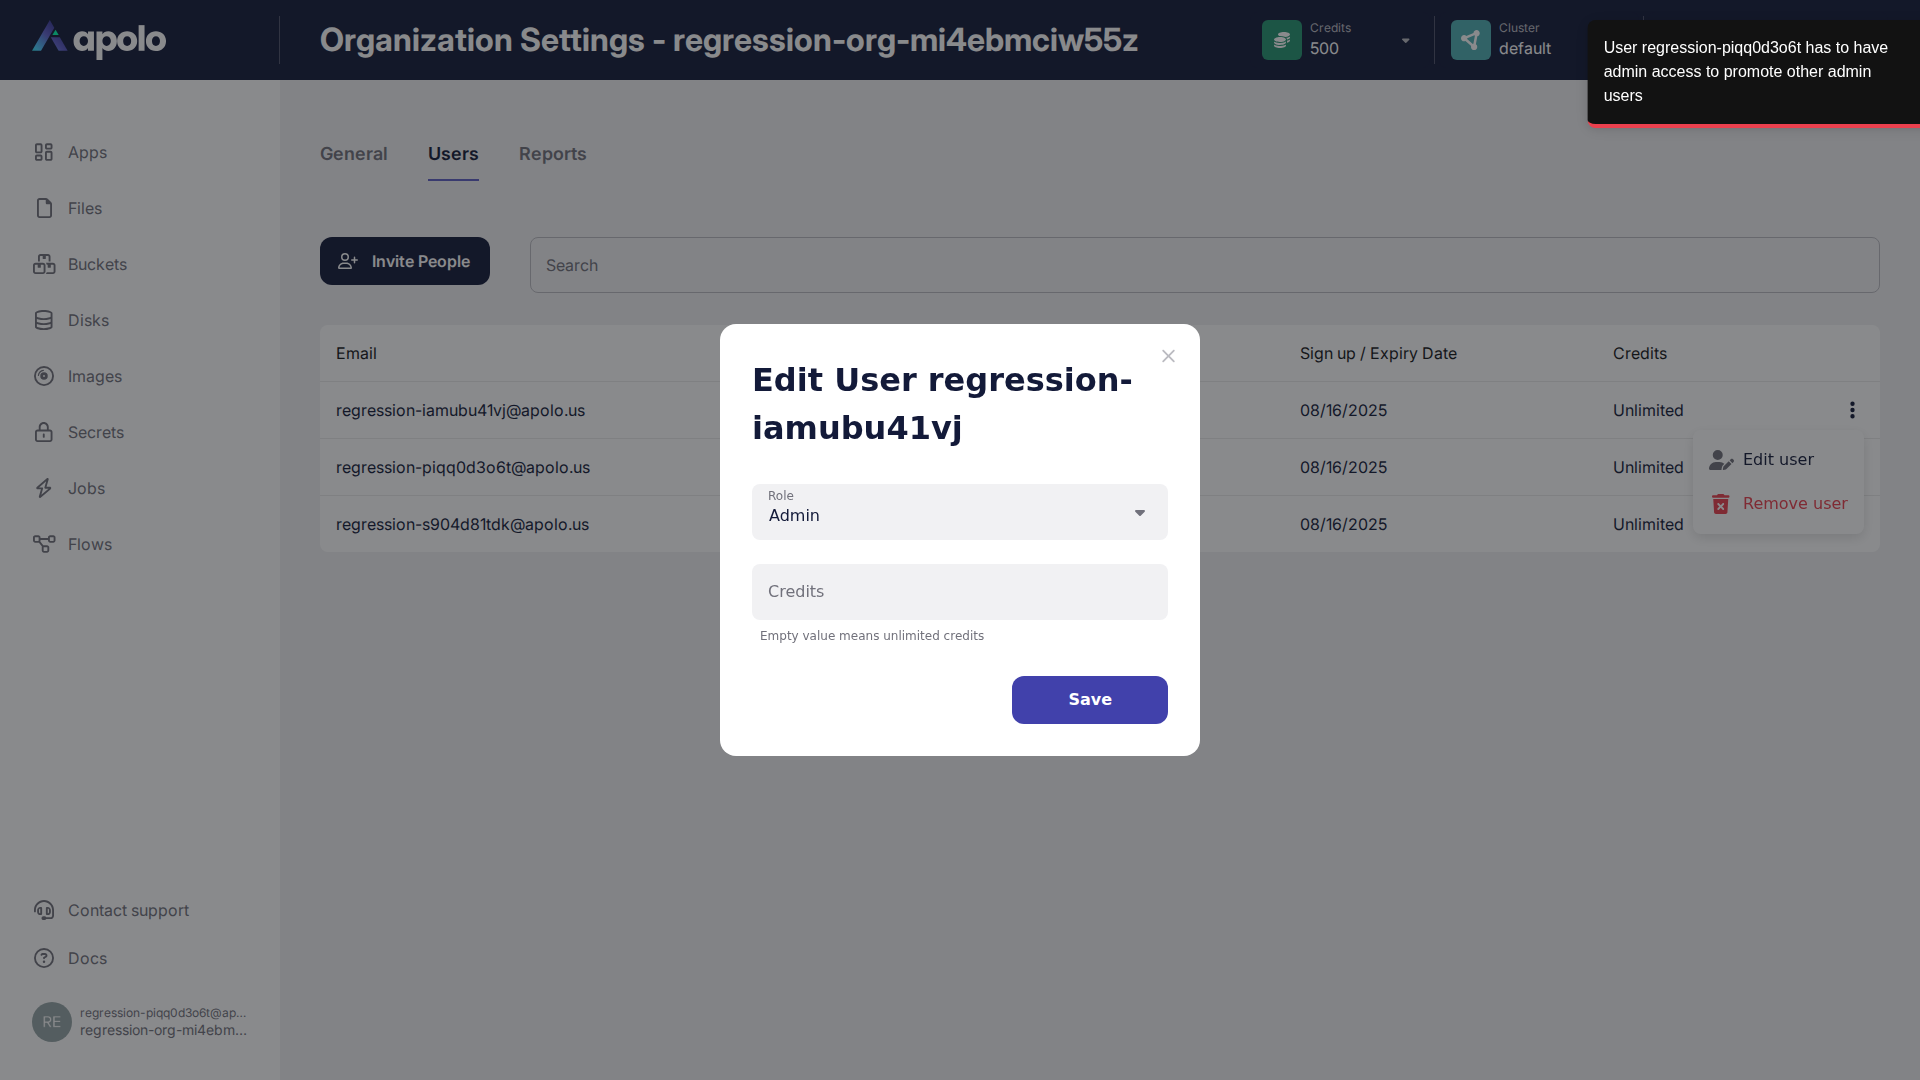 apolo
Organization Settings - regression-org-mi4ebmciw55z
Credits
500
Cluster
default
User regression-piqq0d3o6t has to have
admin access to promote other admin
users
Apps
Files
Buckets
Disks
Images
Secrets
Jobs
Flows
Contact support
Docs
RE
regression-piqq0d3o6t@ap...
regression-org-mi4ebm...
General
Users
Reports
Invite People
Search
Email
Sign up / Expiry Date
Credits
regression-iamubu41vj@apolo.us
08/16/2025
Unlimited
regression-piqq0d3o6t@apolo.us
08/16/2025
Unlimited
regression-s904d81tdk@apolo.us
08/16/2025
Unlimited
Edit user
Remove user
Edit User regression-
iamubu41vj
Role
Admin
Credits
Empty value means unlimited credits
Save